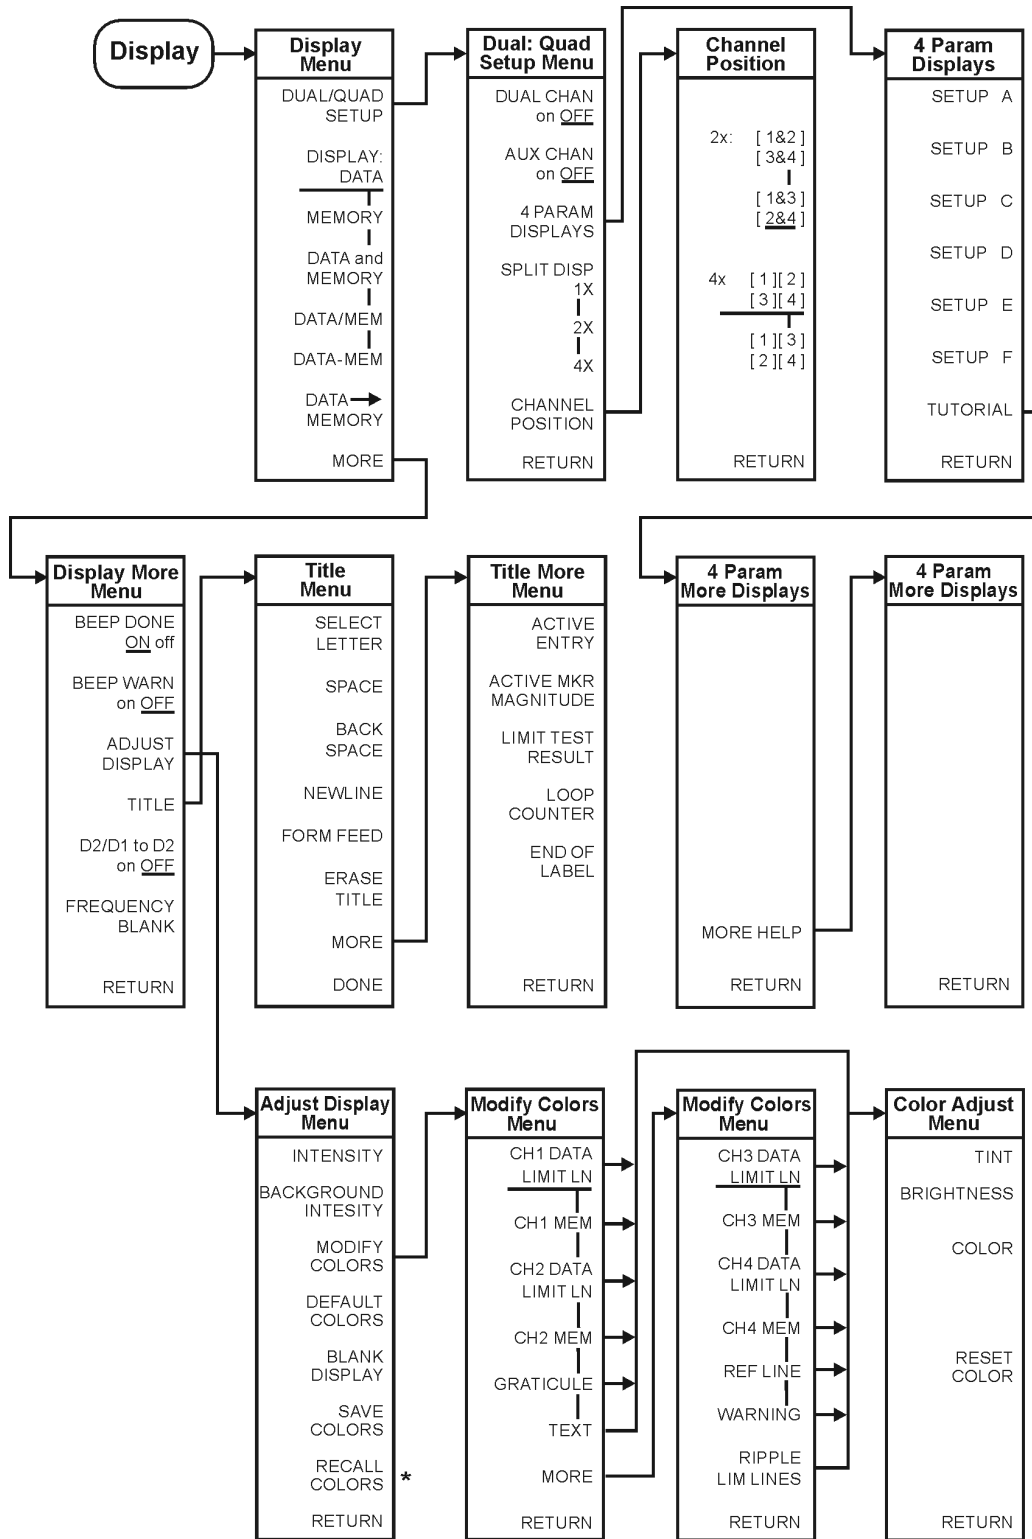 Display
Display
Menu
DUAL/QUAD
SETUP
DISPLAY:
DATA
MEMORY
DATA and
MEMORY
DATA/MEM
DATA-MEM
DATA
MEMORY
MORE
Dual: Quad
Setup Menu
DUAL CHAN
on OFF
AUX CHAN
on OFF
4 PARAM
DISPLAYS
SPLIT DISP
1X
2X
4X
CHANNEL
POSITION
RETURN
Channel
Position
2x: [ 1&2 ]
[ 3&4 ]
[ 1&3 ]
[ 2&4 ]
4x [ 1 ][ 2 ]
[ 3 ][ 4 ]
[ 1 ][ 3 ]
[ 2 ][ 4 ]
RETURN
4 Param
Displays
SETUP A
SETUP B
SETUP C
SETUP D
SETUP E
SETUP F
TUTORIAL
RETURN
Display More
Menu
BEEP DONE
ON off
BEEP WARN
on OFF
ADJUST
DISPLAY
TITLE
D2/D1 to D2
on OFF
FREQUENCY
BLANK
RETURN
Title
Menu
SELECT
LETTER
SPACE
BACK
SPACE
NEWLINE
FORM FEED
ERASE
TITLE
MORE
DONE
Title More
Menu
ACTIVE
ENTRY
ACTIVE MKR
MAGNITUDE
LIMIT TEST
RESULT
LOOP
COUNTER
END OF
LABEL
RETURN
4 Param
More Displays
MORE HELP
RETURN
4 Param
More Displays
RETURN
Adjust Display
Menu
INTENSITY
BACKGROUND
INTESITY
MODIFY
COLORS
DEFAULT
COLORS
BLANK
DISPLAY
SAVE
COLORS
RECALL
COLORS *
RETURN
Modify Colors
Menu
CH1 DATA
LIMIT LN
CH1 MEM
CH2 DATA
LIMIT LN
CH2 MEM
GRATICULE
TEXT
MORE
RETURN
Modify Colors
Menu
CH3 DATA
LIMIT LN
CH3 MEM
CH4 DATA
LIMIT LN
CH4 MEM
REF LINE
WARNING
RIPPLE
LIM LINES
RETURN
Color Adjust
Menu
TINT
BRIGHTNESS
COLOR
RESET
COLOR
RETURN